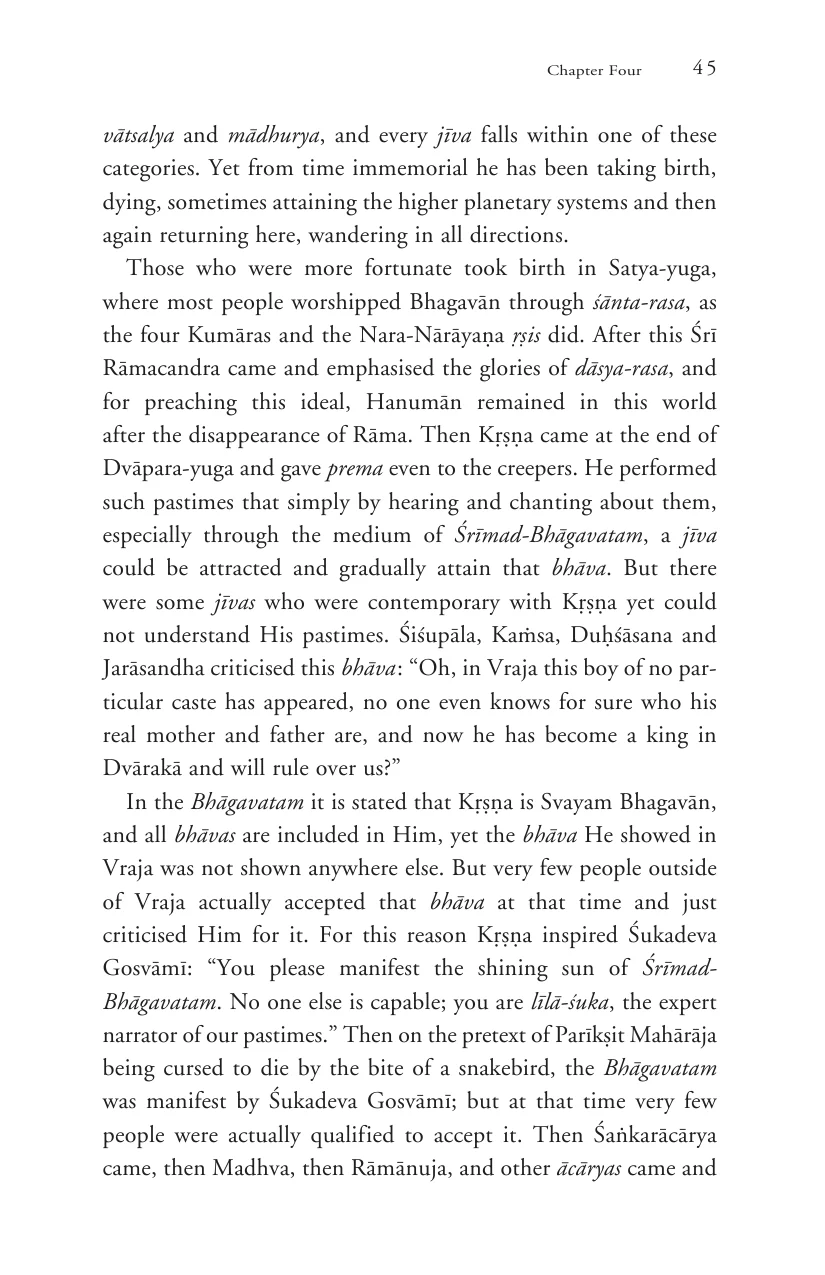 Chapter Four 45
vātsalya and mādhurya, and every jīva falls within one of these
categories. Yet from time immemorial he has been taking birth,
dying, sometimes attaining the higher planetary systems and then
again returning here, wandering in all directions.
Those who were more fortunate took birth in Satya-yuga,
where most people worshipped Bhagavān through śānta-rasa, as
the four Kumāras and the Nara-Nārāyaṇa ṛṣis did. After this Śrī
Rāmacandra came and emphasised the glories of dāsya-rasa, and
for preaching this ideal, Hanumān remained in this world
after the disappearance of Rāma. Then Kṛṣṇa came at the end of
Dvāpara-yuga and gave prema even to the creepers. He performed
such pastimes that simply by hearing and chanting about them,
especially through the medium of Śrīmad-Bhāgavatam, a jīva
could be attracted and gradually attain that bhāva. But there
were some jīvas who were contemporary with Kṛṣṇa yet could
not understand His pastimes. Śiśupāla, Kaṁsa, Duḥśāsana and
Jarāsandha criticised this bhāva: “Oh, in Vraja this boy of no par-
ticular caste has appeared, no one even knows for sure who his
real mother and father are, and now he has become a king in
Dvārakā and will rule over us?”
In the Bhāgavatam it is stated that Kṛṣṇa is Svayam Bhagavān,
and all bhāvas are included in Him, yet the bhāva He showed in
Vraja was not shown anywhere else. But very few people outside
of Vraja actually accepted that bhāva at that time and just
criticised Him for it. For this reason Kṛṣṇa inspired Śukadeva
Gosvāmī: “You please manifest the shining sun of Śrīmad-
Bhāgavatam. No one else is capable; you are līlā-śuka, the expert
narrator of our pastimes.” Then on the pretext of Parīkṣit Mahārāja
being cursed to die by the bite of a snakebird, the Bhāgavatam
was manifest by Śukadeva Gosvāmī; but at that time very few
people were actually qualified to accept it. Then Śaṅkarācārya
came, then Madhva, then Rāmānuja, and other ācāryas came and